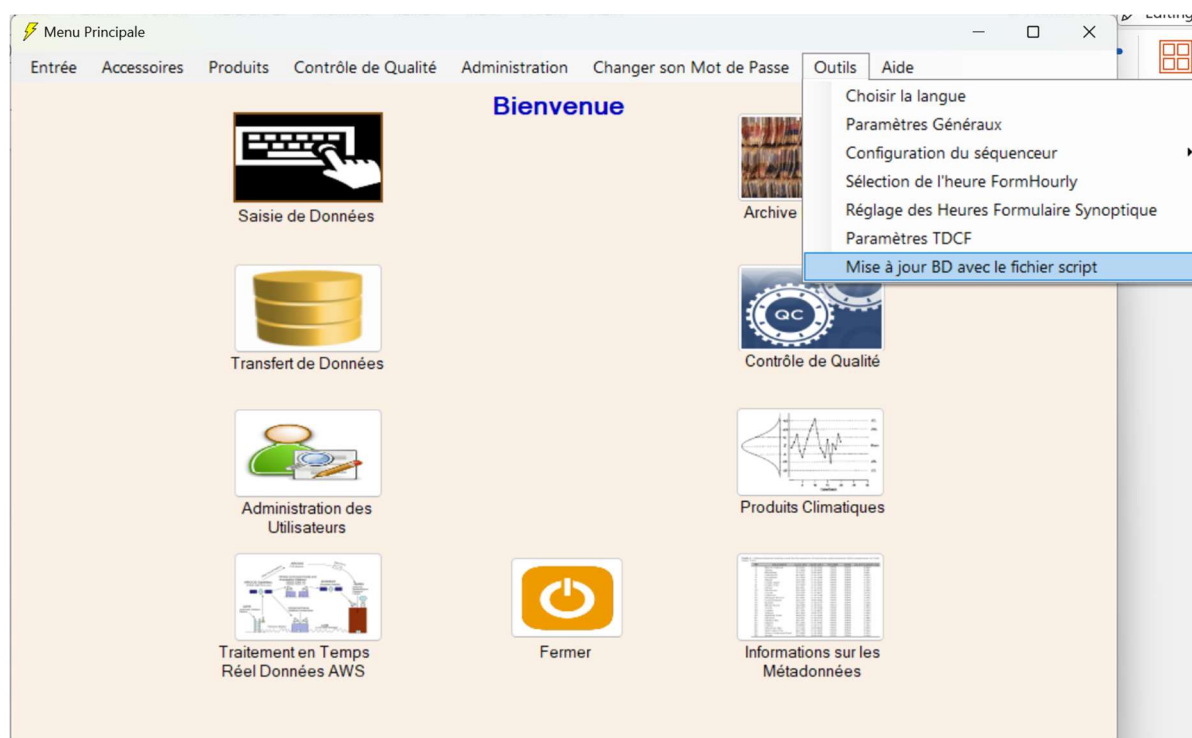 Menu Principale
Entrée Accessoires Produits Contrôle de Qualité Administration Changer son Mot de Passe Outils Aide
Bienvenue
Choisir la langue
Paramètres Généraux
Configuration du séquenceur
Sélection de l'heure FormHourly
Réglage des Heures Formulaire Synoptique
Paramètres TDCF
Mise à jour BD avec le fichier script
Saisie de Données
Archive
Transfert de Données
QC
Contrôle de Qualité
Administration des
Utilisateurs
Produits Climatiques
Traitement en Temps
Réel Données AWS
Fermer
Informations sur les
Métadonnées